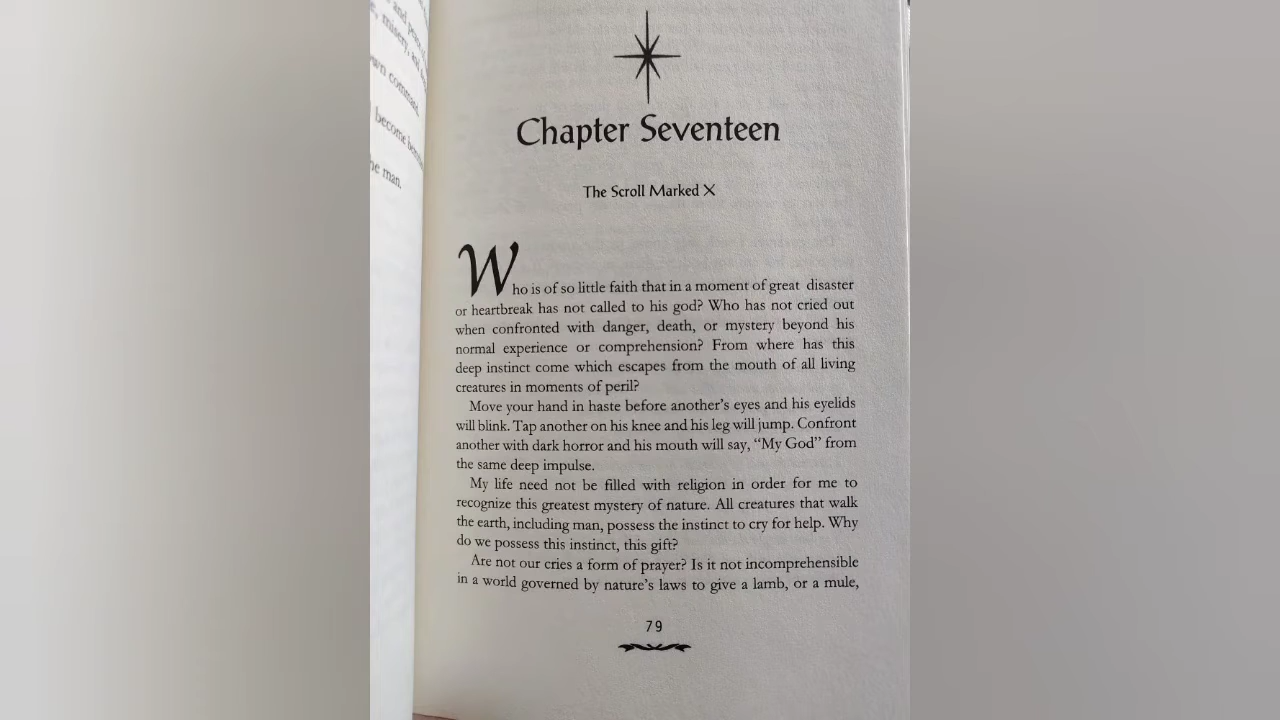 and
misery, and
own command
become
he man.
Chapter Seventeen
The Scroll Marked X
Who is of so little faith that in a moment of great disaster
or heartbreak has not called to his god? Who has not cried out
when confronted with danger, death, or mystery beyond his
normal experience or comprehension? From where has this
deep instinct come which escapes from the mouth of all living
creatures in moments of peril?
Move your hand in haste before another's eyes and his eyelids
will blink. Tap another on his knee and his leg will jump. Confront
another with dark horror and his mouth will say, “My God” from
the same deep impulse.
My life need not be filled with religion in order for me to
recognize this greatest mystery of nature. All creatures that walk
the earth, including man, possess the instinct to cry for help. Why
do we possess this instinct, this gift?
Are not our cries a form of prayer? Is it not incomprehensible
in a world governed by nature's laws to give a lamb, or a mule,
79